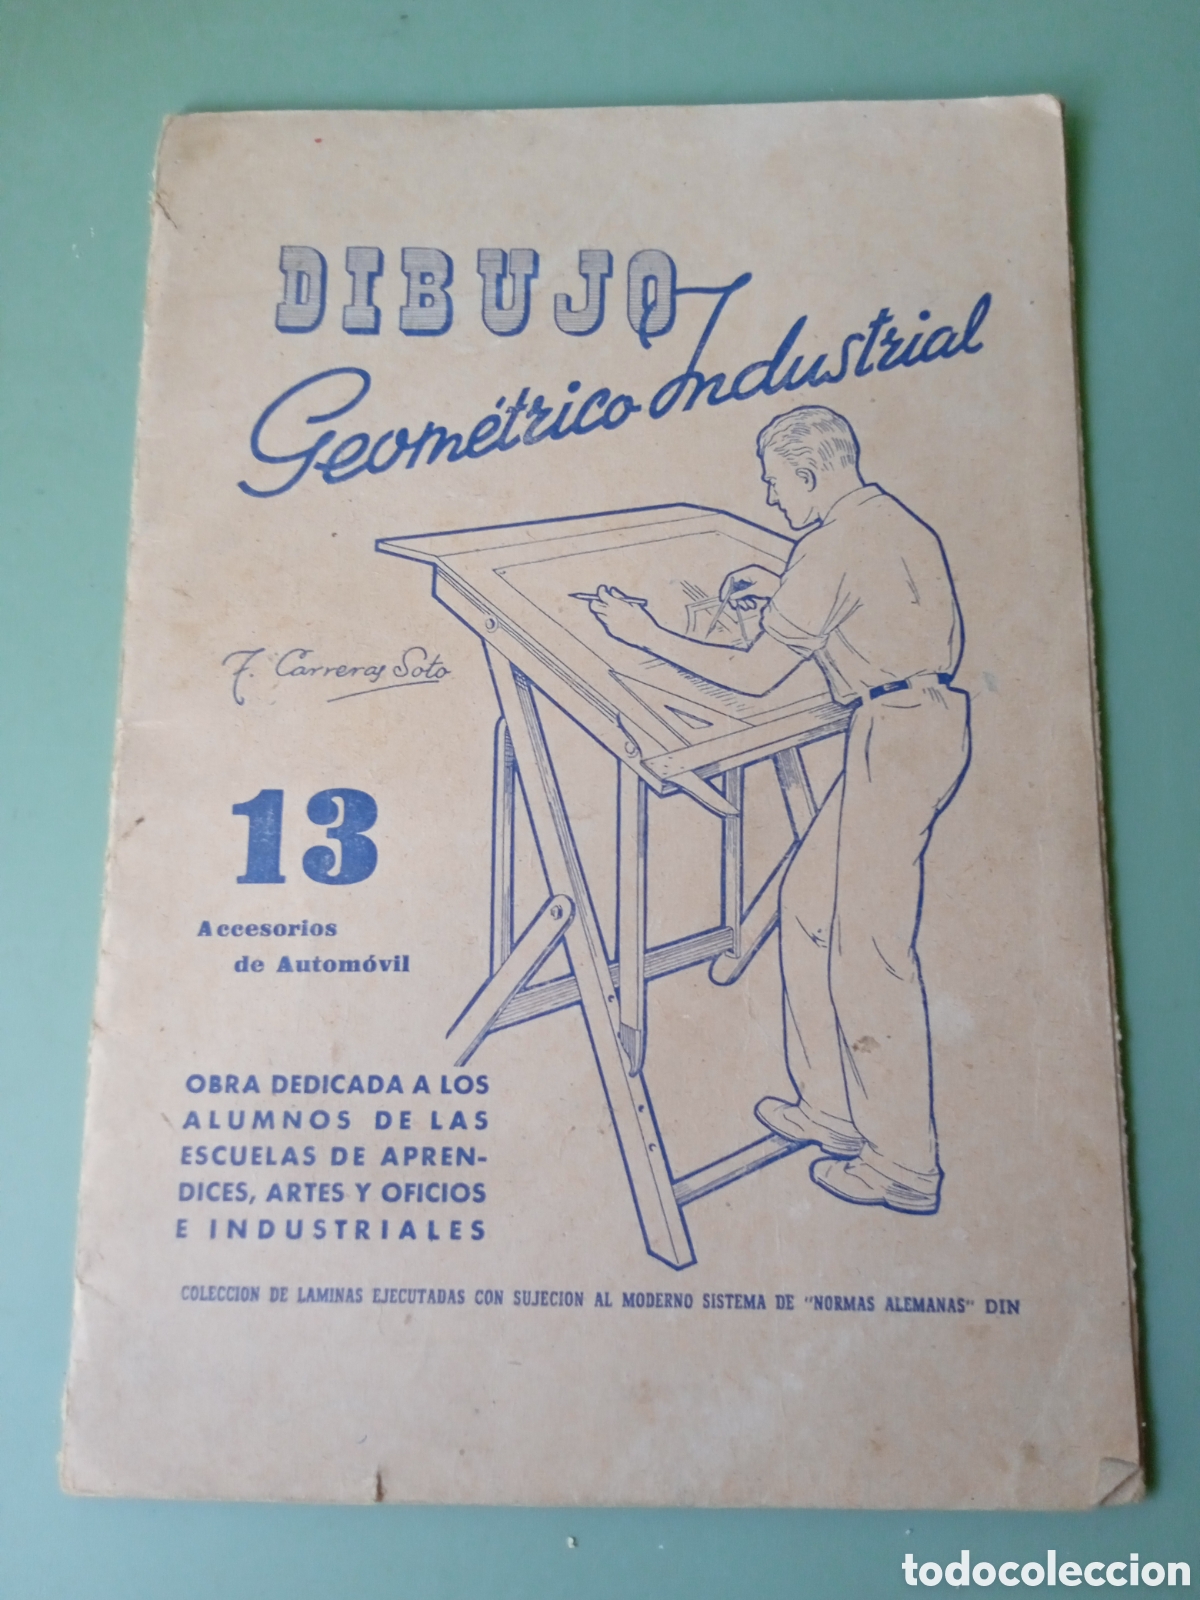 DIBUJO
Geométrico Industrial
F. Carreras Soto
13
Accesorios
de Automóvil
OBRA DEDICADA A LOS
ALUMNOS DE LAS
ESCUELAS DE APREN-
DICES, ARTES Y OFICIOS
E INDUSTRIALES
COLECCION DE LAMINAS EJECUTADAS CON SUJECION AL MODERNO SISTEMA DE "NORMAS ALEMANAS" DIN
todocoleccion